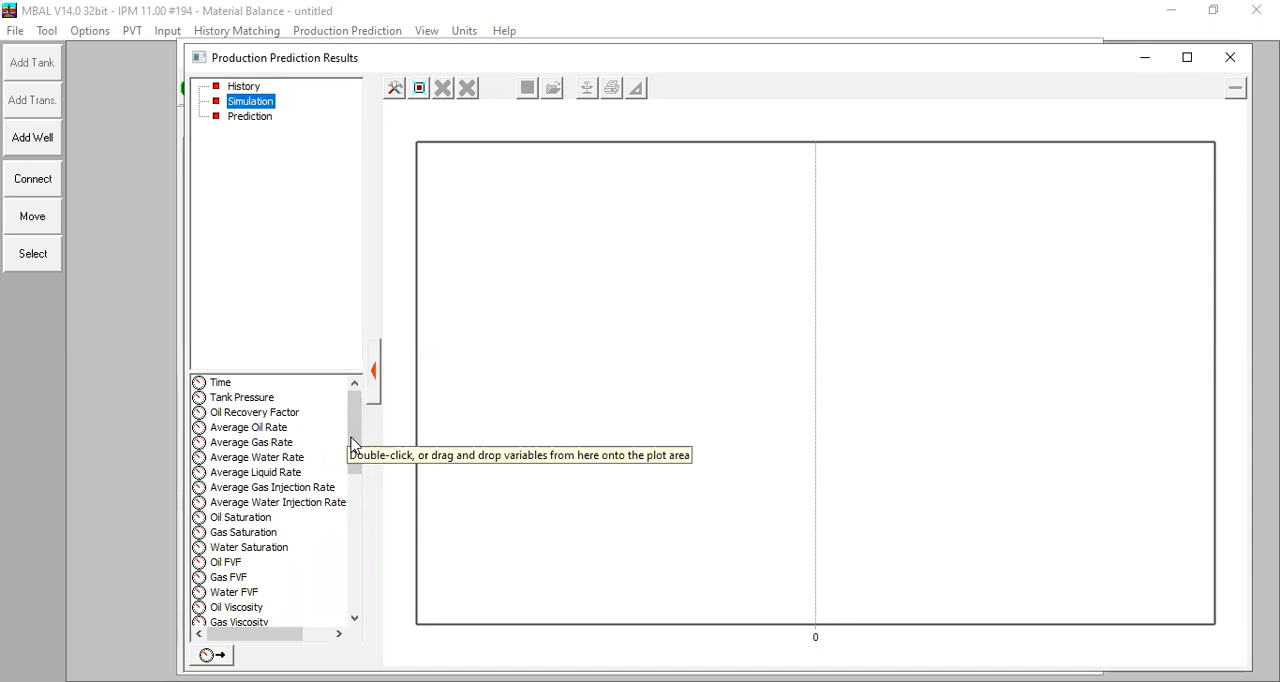 MBAL V14.0 32bit - IPM 11.00 #194 - Material Balance - untitled
File Tool Options PVT Input History Matching Production Prediction View Units Help
Add Tank
Add Trans.
Add Well
Connect
Move
Select
Production Prediction Results
History
Simulation
Prediction
Time
Tank Pressure
Oil Recovery Factor
Average Oil Rate
Average Gas Rate
Average Water Rate
Average Liquid Rate
Average Gas Injection Rate
Average Water Injection Rate
Oil Saturation
Gas Saturation
Water Saturation
Oil FVF
Gas FVF
Water FVF
Oil Viscosity
Gas Viscosity
Double-click, or drag and drop variables from here onto the plot area
0